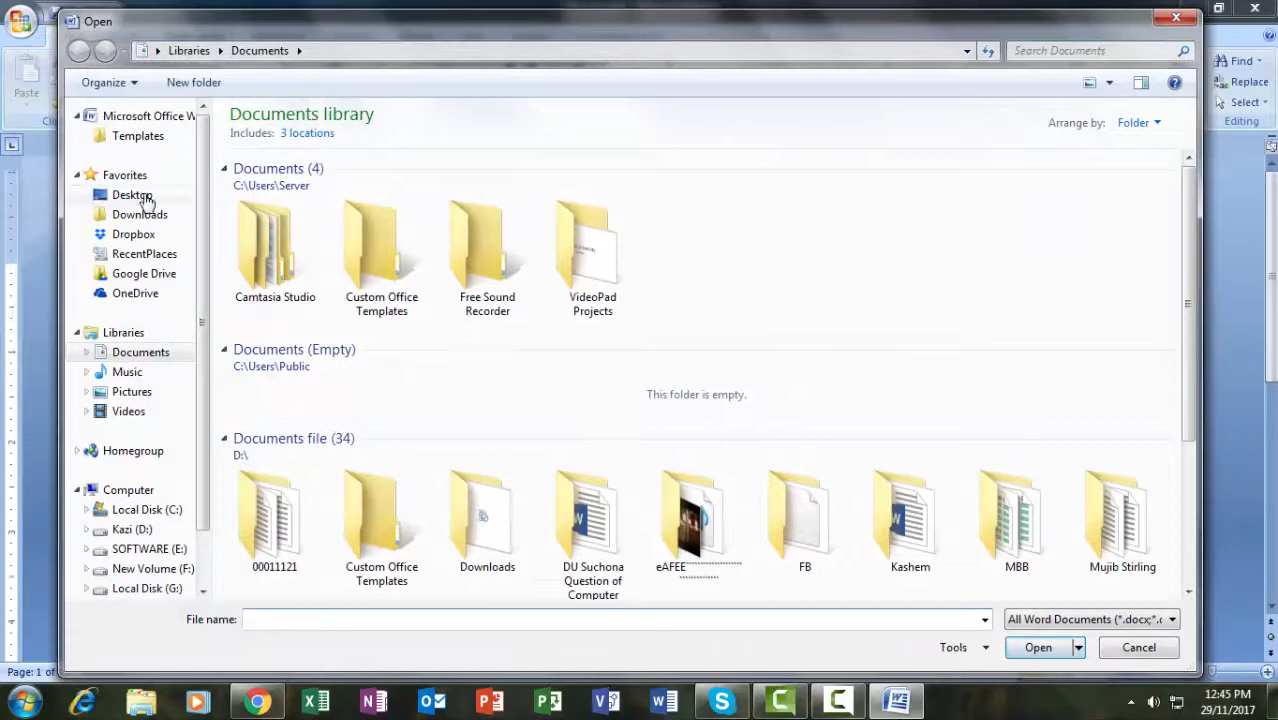 Open
Libraries Documents
Search Documents
Organize
New folder
Find
Replace
Select
Editing
Paste
Microsoft Office W
Templates
Favorites
Desktop
Downloads
Dropbox
RecentPlaces
Google Drive
OneDrive
Libraries
Documents
Music
Pictures
Videos
Homegroup
Computer
Local Disk (C:)
Kazi (D:)
SOFTWARE (E:)
New Volume (F:)
Local Disk (G:)
Documents library
Includes: 3 locations
Arrange by: Folder
Documents (4)
C:\Users\Server
Camtasia Studio
Custom Office
Templates
Free Sound
Recorder
VideoPad
Projects
Documents (Empty)
C:\Users\Public
This folder is empty.
Documents file (34)
D:\
00011121
Custom Office
Templates
Downloads
DU Suchona
Question of
Computer
eAFEE
FB
Kashem
MBB
Mujib Stirling
File name:
All Word Documents (*.docx;*.c
Tools
Open
Cancel
Page: 1 of
12:45 PM
29/11/2017